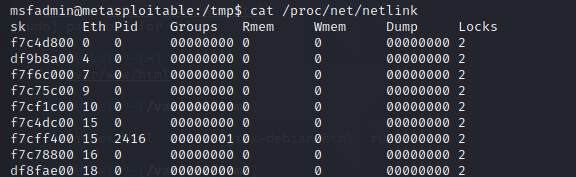 msfadmin@metasploitable:/tmp$ cat /proc/net/netlink
sk Eth Pid Groups Rmem Wmem Dump Locks
f7c4d800 0 0 00000000 0 0 00000000 2
df9b8a00 4 0 00000000 0 0 00000000 2
f7f6c000 7 0 00000000 0 0 00000000 2
f7c75c00 9 0 00000000 0 0 00000000 2
f7cf1c00 10 0 00000000 0 0 00000000 2
f7c4dc00 15 0 00000000 0 0 00000000 2
f7cff400 15 2416 00000001 0 0 00000000 2
f7c78800 16 0 00000000 0 0 00000000 2
df8fae00 18 0 00000000 0 0 00000000 2